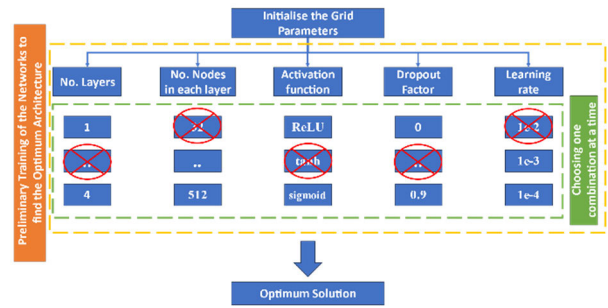 Initialise the Grid
Parameters
Preliminary Training of the Networks to
find the Optimum Architecture
No. Layers
No. Nodes
in each layer
Activation
function
Dropout
Factor
Learning
rate
1
32
ReLU
0
1e-2
..
..
tanh
..
1e-3
4
512
sigmoid
0.9
1e-4
Choosing one
combination at a time
Optimum Solution